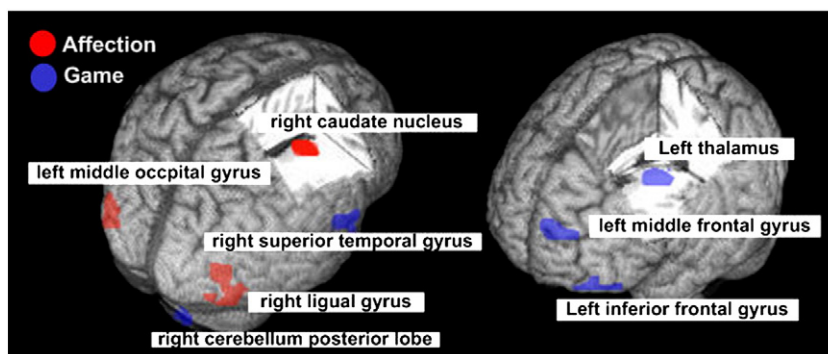 Affection
Game
right caudate nucleus
left middle occpital gyrus
right superior temporal gyrus
right ligual gyrus
right cerebellum posterior lobe
Left thalamus
left middle frontal gyrus
Left inferior frontal gyrus